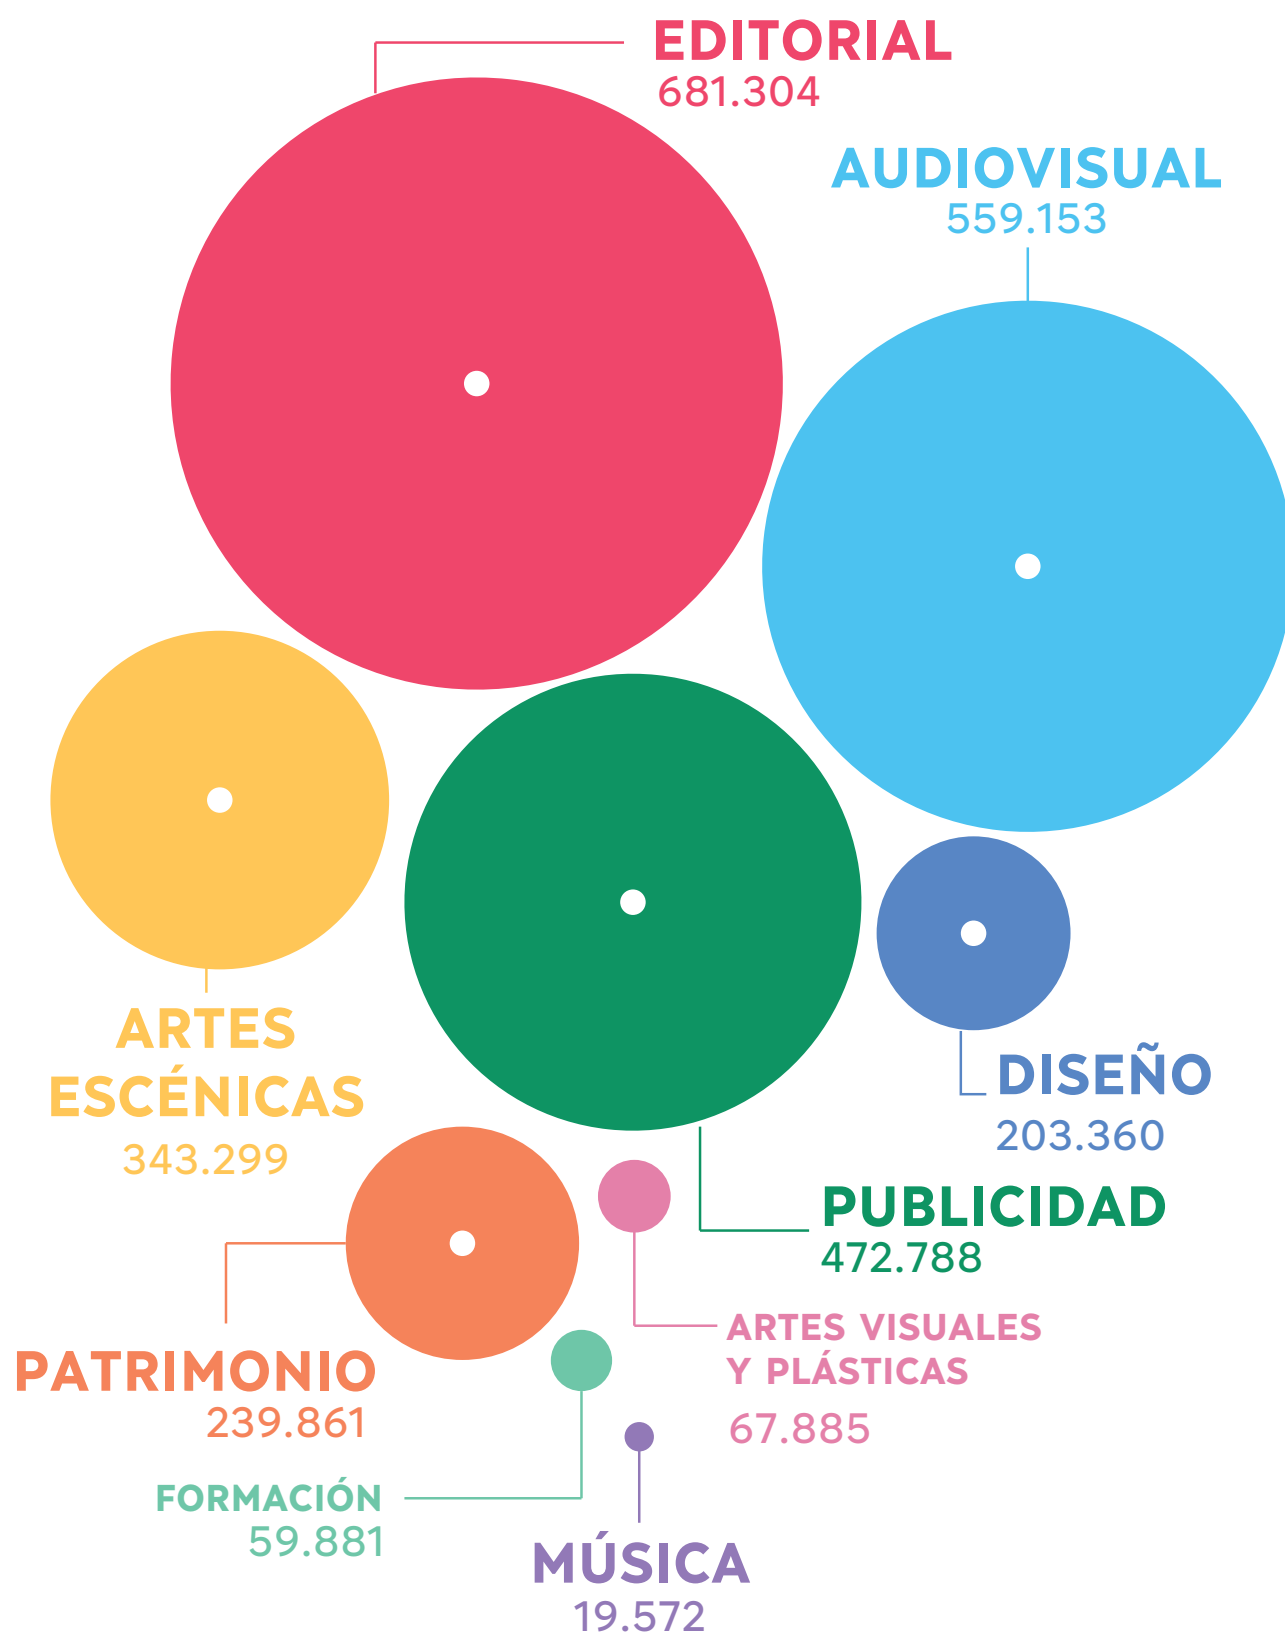 EDITORIAL
681.304
AUDIOVISUAL
559.153
ARTES
ESCÉNICAS
343.299
DISEÑO
203.360
PUBLICIDAD
472.788
ARTES VISUALES
Y PLÁSTICAS
67.885
PATRIMONIO
239.861
FORMACIÓN
59.881
MÚSICA
19.572